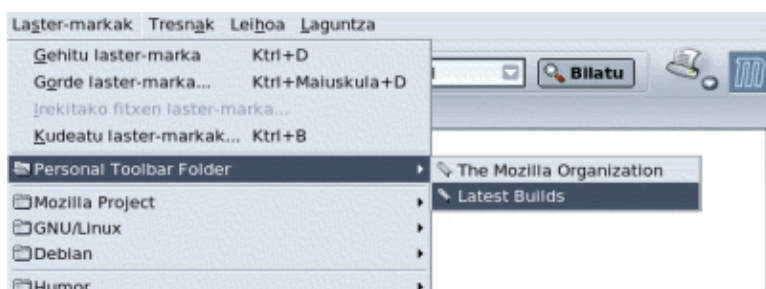 Laster-markak Tresnak Leihoa Laguntza
Gehitu laster-marka Ktrl+D
Gorde laster-marka... Ktrl+Maiuskula+D
Irekitako fitxen laster-marka...
Kudeatu laster-markak... Ktrl+B
Bilatu
Personal Toolbar Folder
The Mozilla Organization
Latest Builds
Mozilla Project
GNU/Linux
Debian
Humor